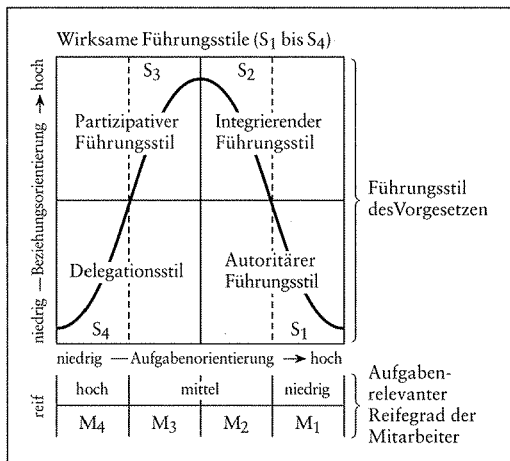 Wirksame Führungsstile (S1 bis S4)
niedrig — Beziehungsorientierung → hoch
S3 S2
Partizipativer
Führungsstil
Integrierender
Führungsstil
Führungsstil
desVorgesetzen
Delegationsstil
Autoritärer
Führungsstil
S4 S1
niedrig — Aufgabenorientierung → hoch
reif
hoch mittel niedrig
M4 M3 M2 M1
Aufgaben-
relevanter
Reifegrad der
Mitarbeiter